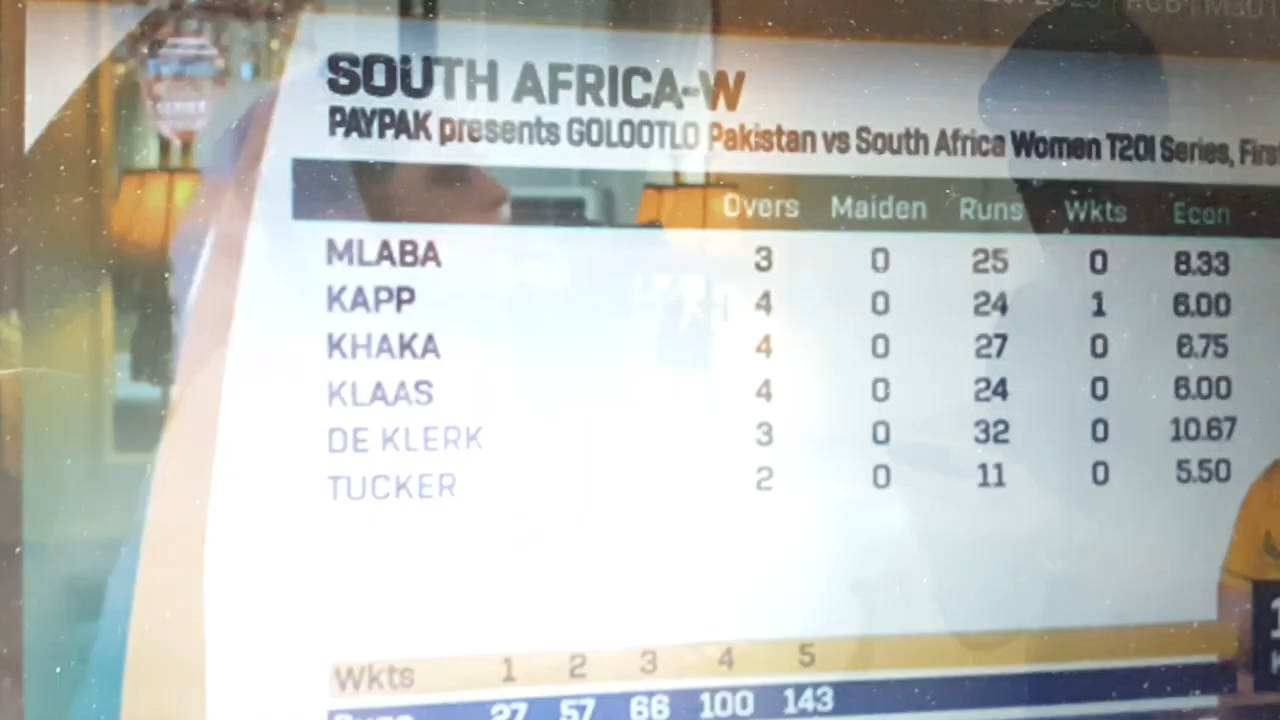 SOUTH AFRICA-W
PAYPAK presents GOLOOTLO Pakistan vs South Africa Women T20I Series, Firs
Overs Maiden Runs Wkts Econ
MLABA 3 0 25 0 8.33
KAPP 4 0 24 1 6.00
KHAKA 4 0 27 0 6.75
KLAAS 4 0 24 0 6.00
DE KLERK 3 0 32 0 10.67
TUCKER 2 0 11 0 5.50
Wkts 1 2 3 4 5
Runs 27 57 66 100 143